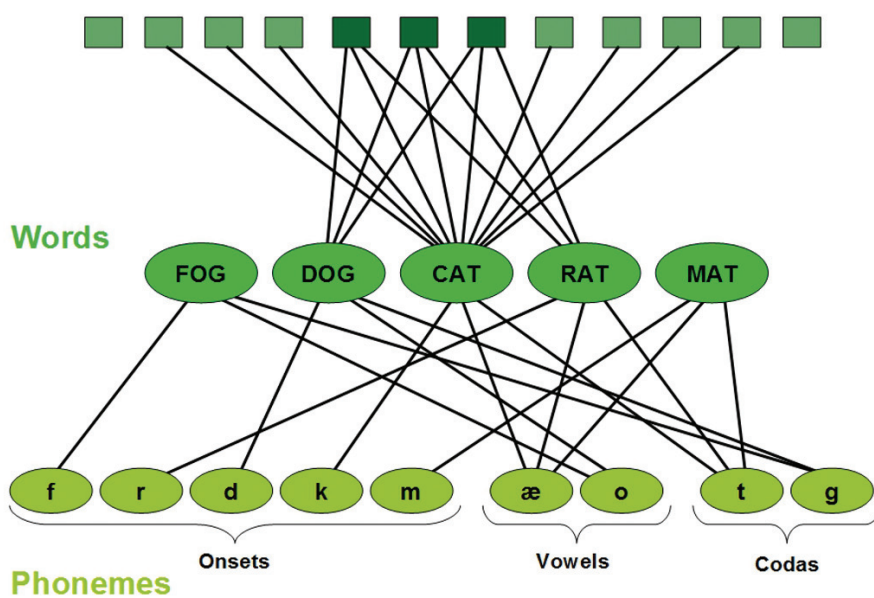 Words
FOG DOG CAT RAT MAT
f r d k m æ o t g
Onsets Vowels Codas
Phonemes